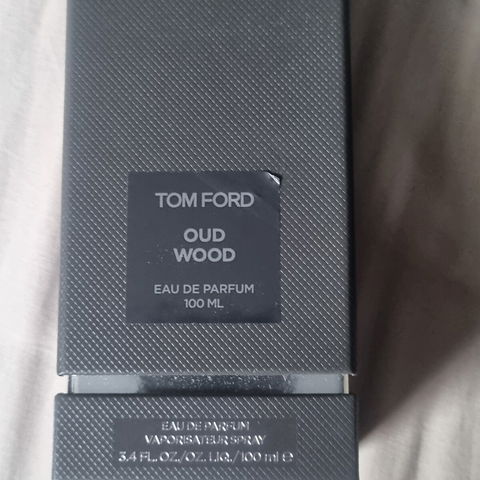 TOM FORD
OUD
WOOD
EAU DE PARFUM
100 ML
EAU DE PARFUM
VAPORISATEUR SPRAY
3.4 FL. OZ./OZ. LIQ./100 ml e